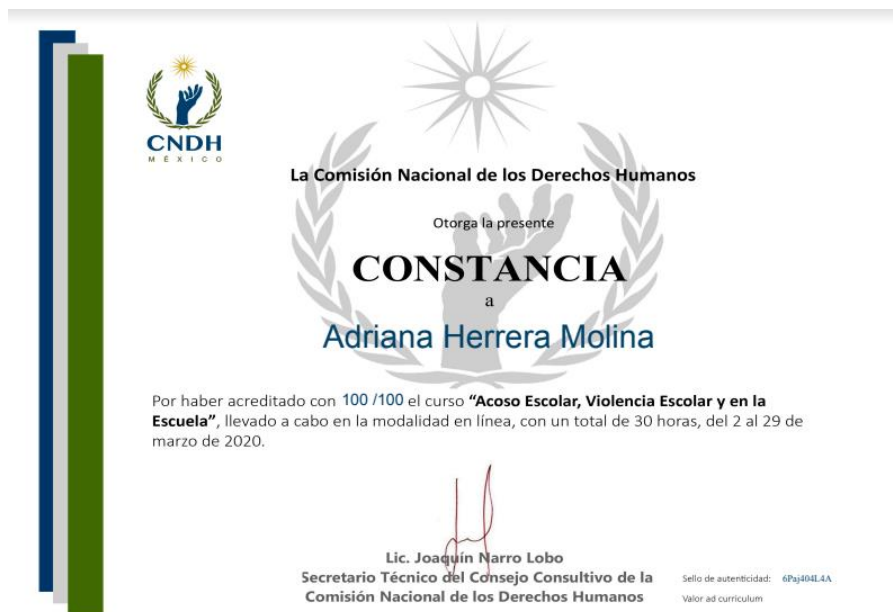 CNDH
MÉXICO
La Comisión Nacional de los Derechos Humanos
Otorga la presente
CONSTANCIA
a
Adriana Herrera Molina
Por haber acreditado con 100 /100 el curso “Acoso Escolar, Violencia Escolar y en la
Escuela”, llevado a cabo en la modalidad en línea, con un total de 30 horas, del 2 al 29 de
marzo de 2020.
Lic. Joaquín Narro Lobo
Secretario Técnico del Consejo Consultivo de la
Comisión Nacional de los Derechos Humanos
Sello de autenticidad: 6Paj404L4A
Valor ad curriculum